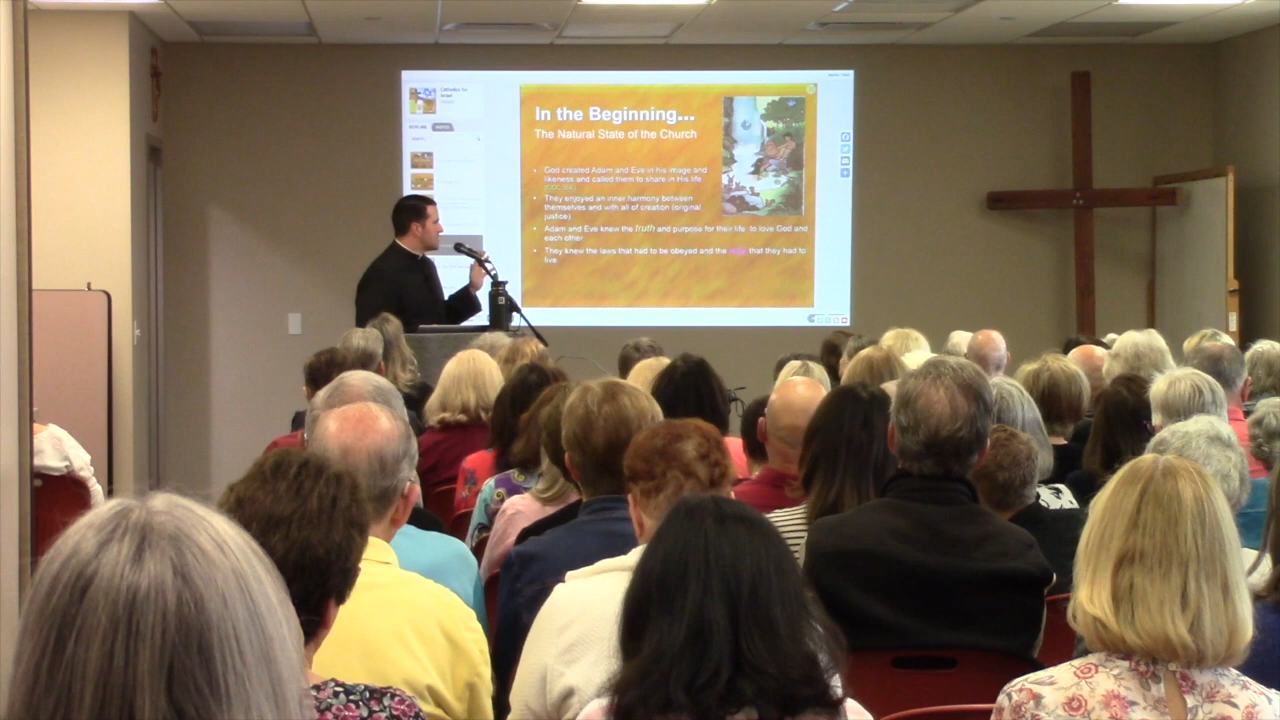 Catholics for
Israel
In the Beginning...
The Natural State of the Church
God created Adam and Eve in his image and
likeness and called them to share in His life
They enjoyed an inner harmony between
themselves and with all of creation (original
justice)
Adam and Eve knew the truth and purpose for their life to love God and
each other
They knew the laws that had to be obeyed and the that they had to
live